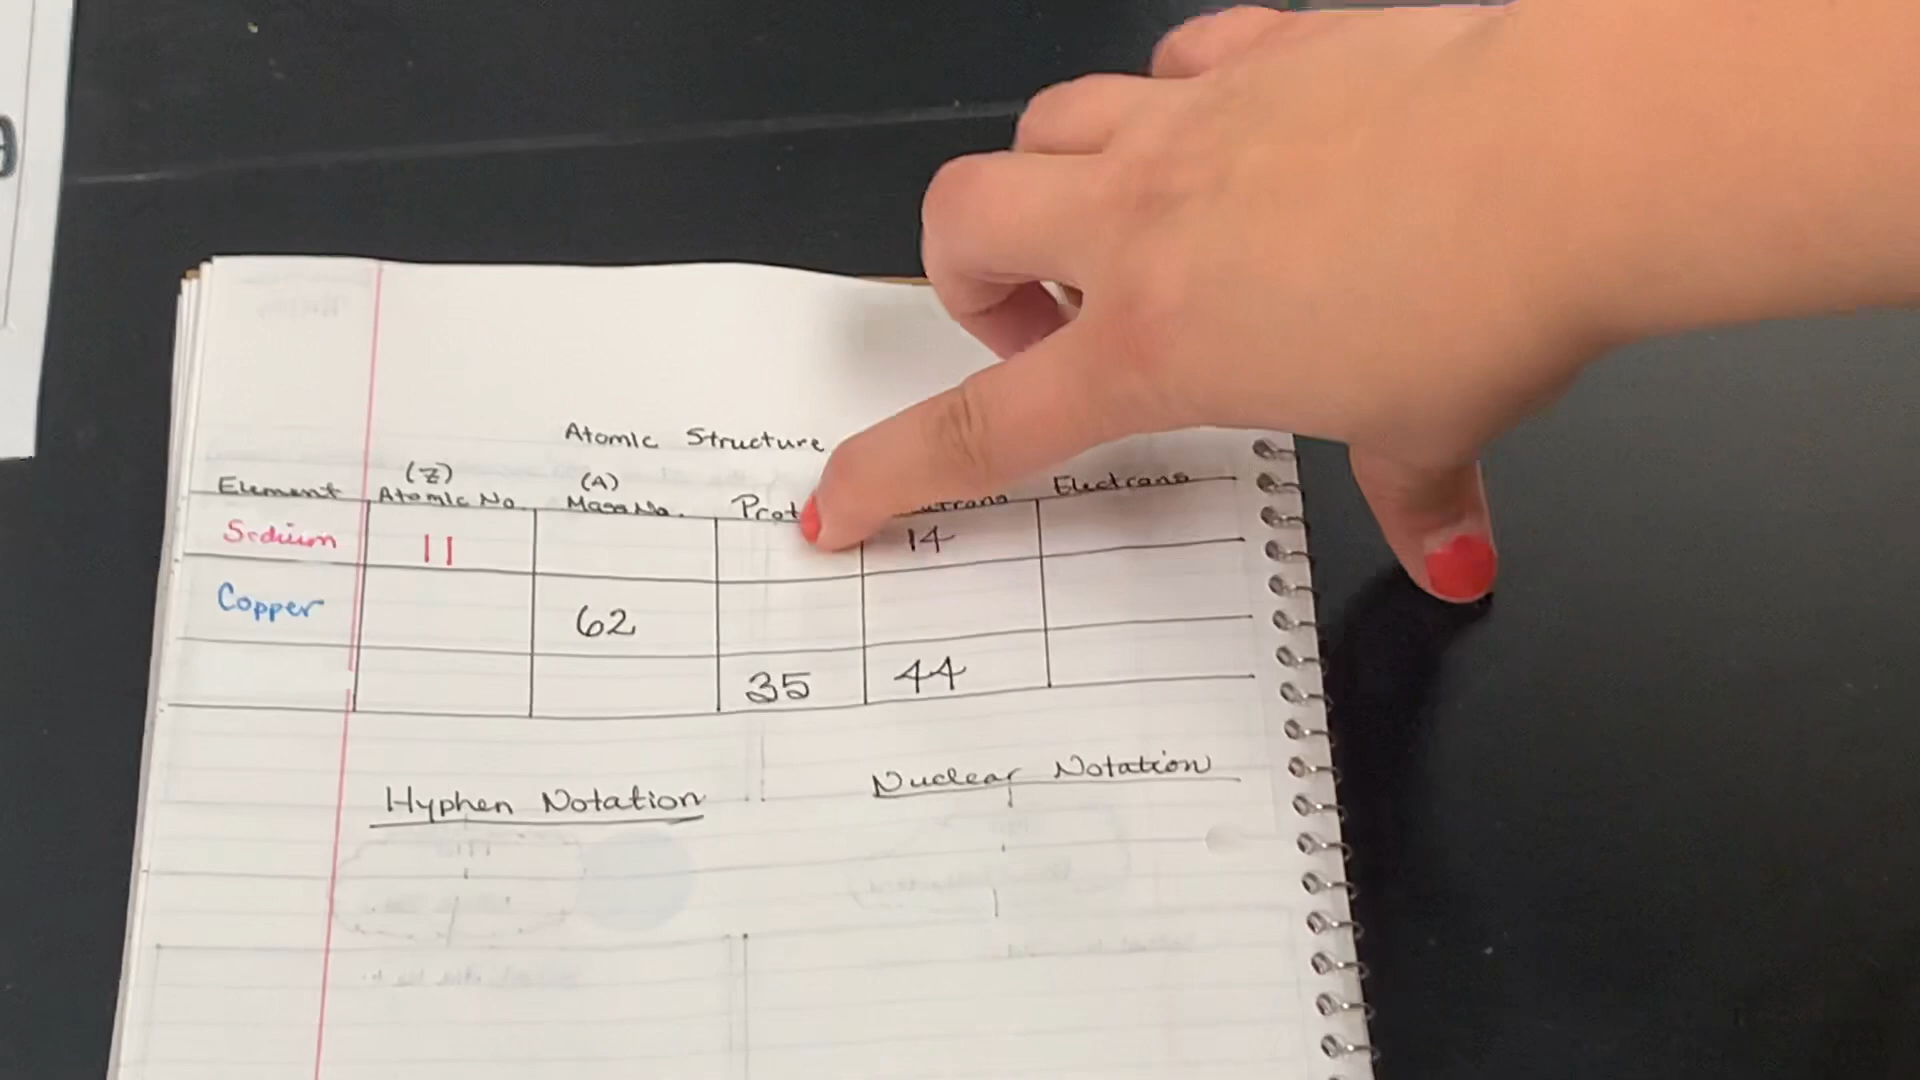 Atomic Structure
(Z) (A)
Element Atomic No. Mass No. Electrons
Sodium 11 14
Copper 62
35 44
Hyphen Notation Nuclear Notation